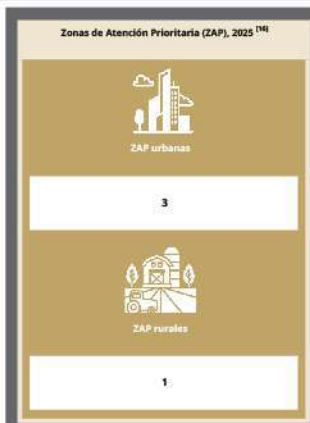 Zonas de Atención Prioritaria (ZAP), 2025 [16]
ZAP urbanas
3
ZAP rurales
1